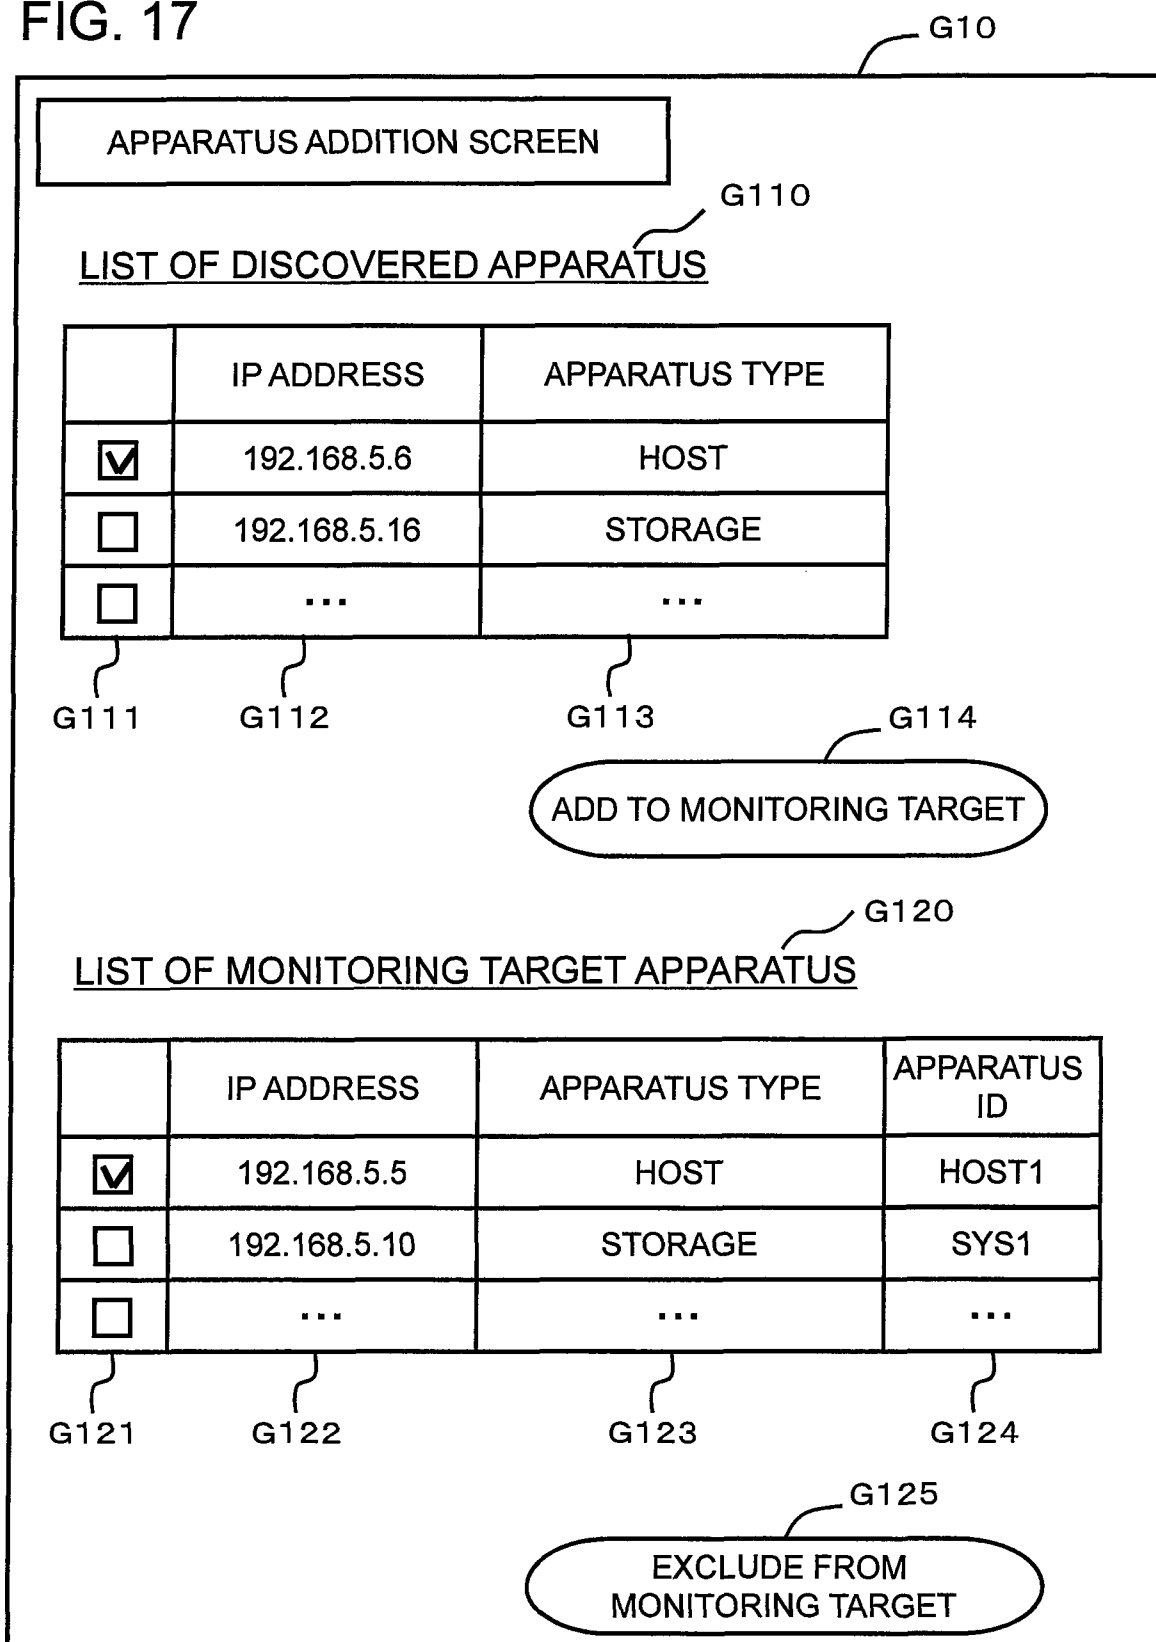 FIG. 17
G10
APPARATUS ADDITION SCREEN
G110
LIST OF DISCOVERED APPARATUS
IP ADDRESS APPARATUS TYPE
192.168.5.6 HOST
192.168.5.16 STORAGE
... ...
G111 G112 G113
G114
ADD TO MONITORING TARGET
G120
LIST OF MONITORING TARGET APPARATUS
IP ADDRESS APPARATUS TYPE APPARATUS
ID
192.168.5.5 HOST HOST1
192.168.5.10 STORAGE SYS1
... ... ...
G121 G122 G123 G124
G125
EXCLUDE FROM
MONITORING TARGET